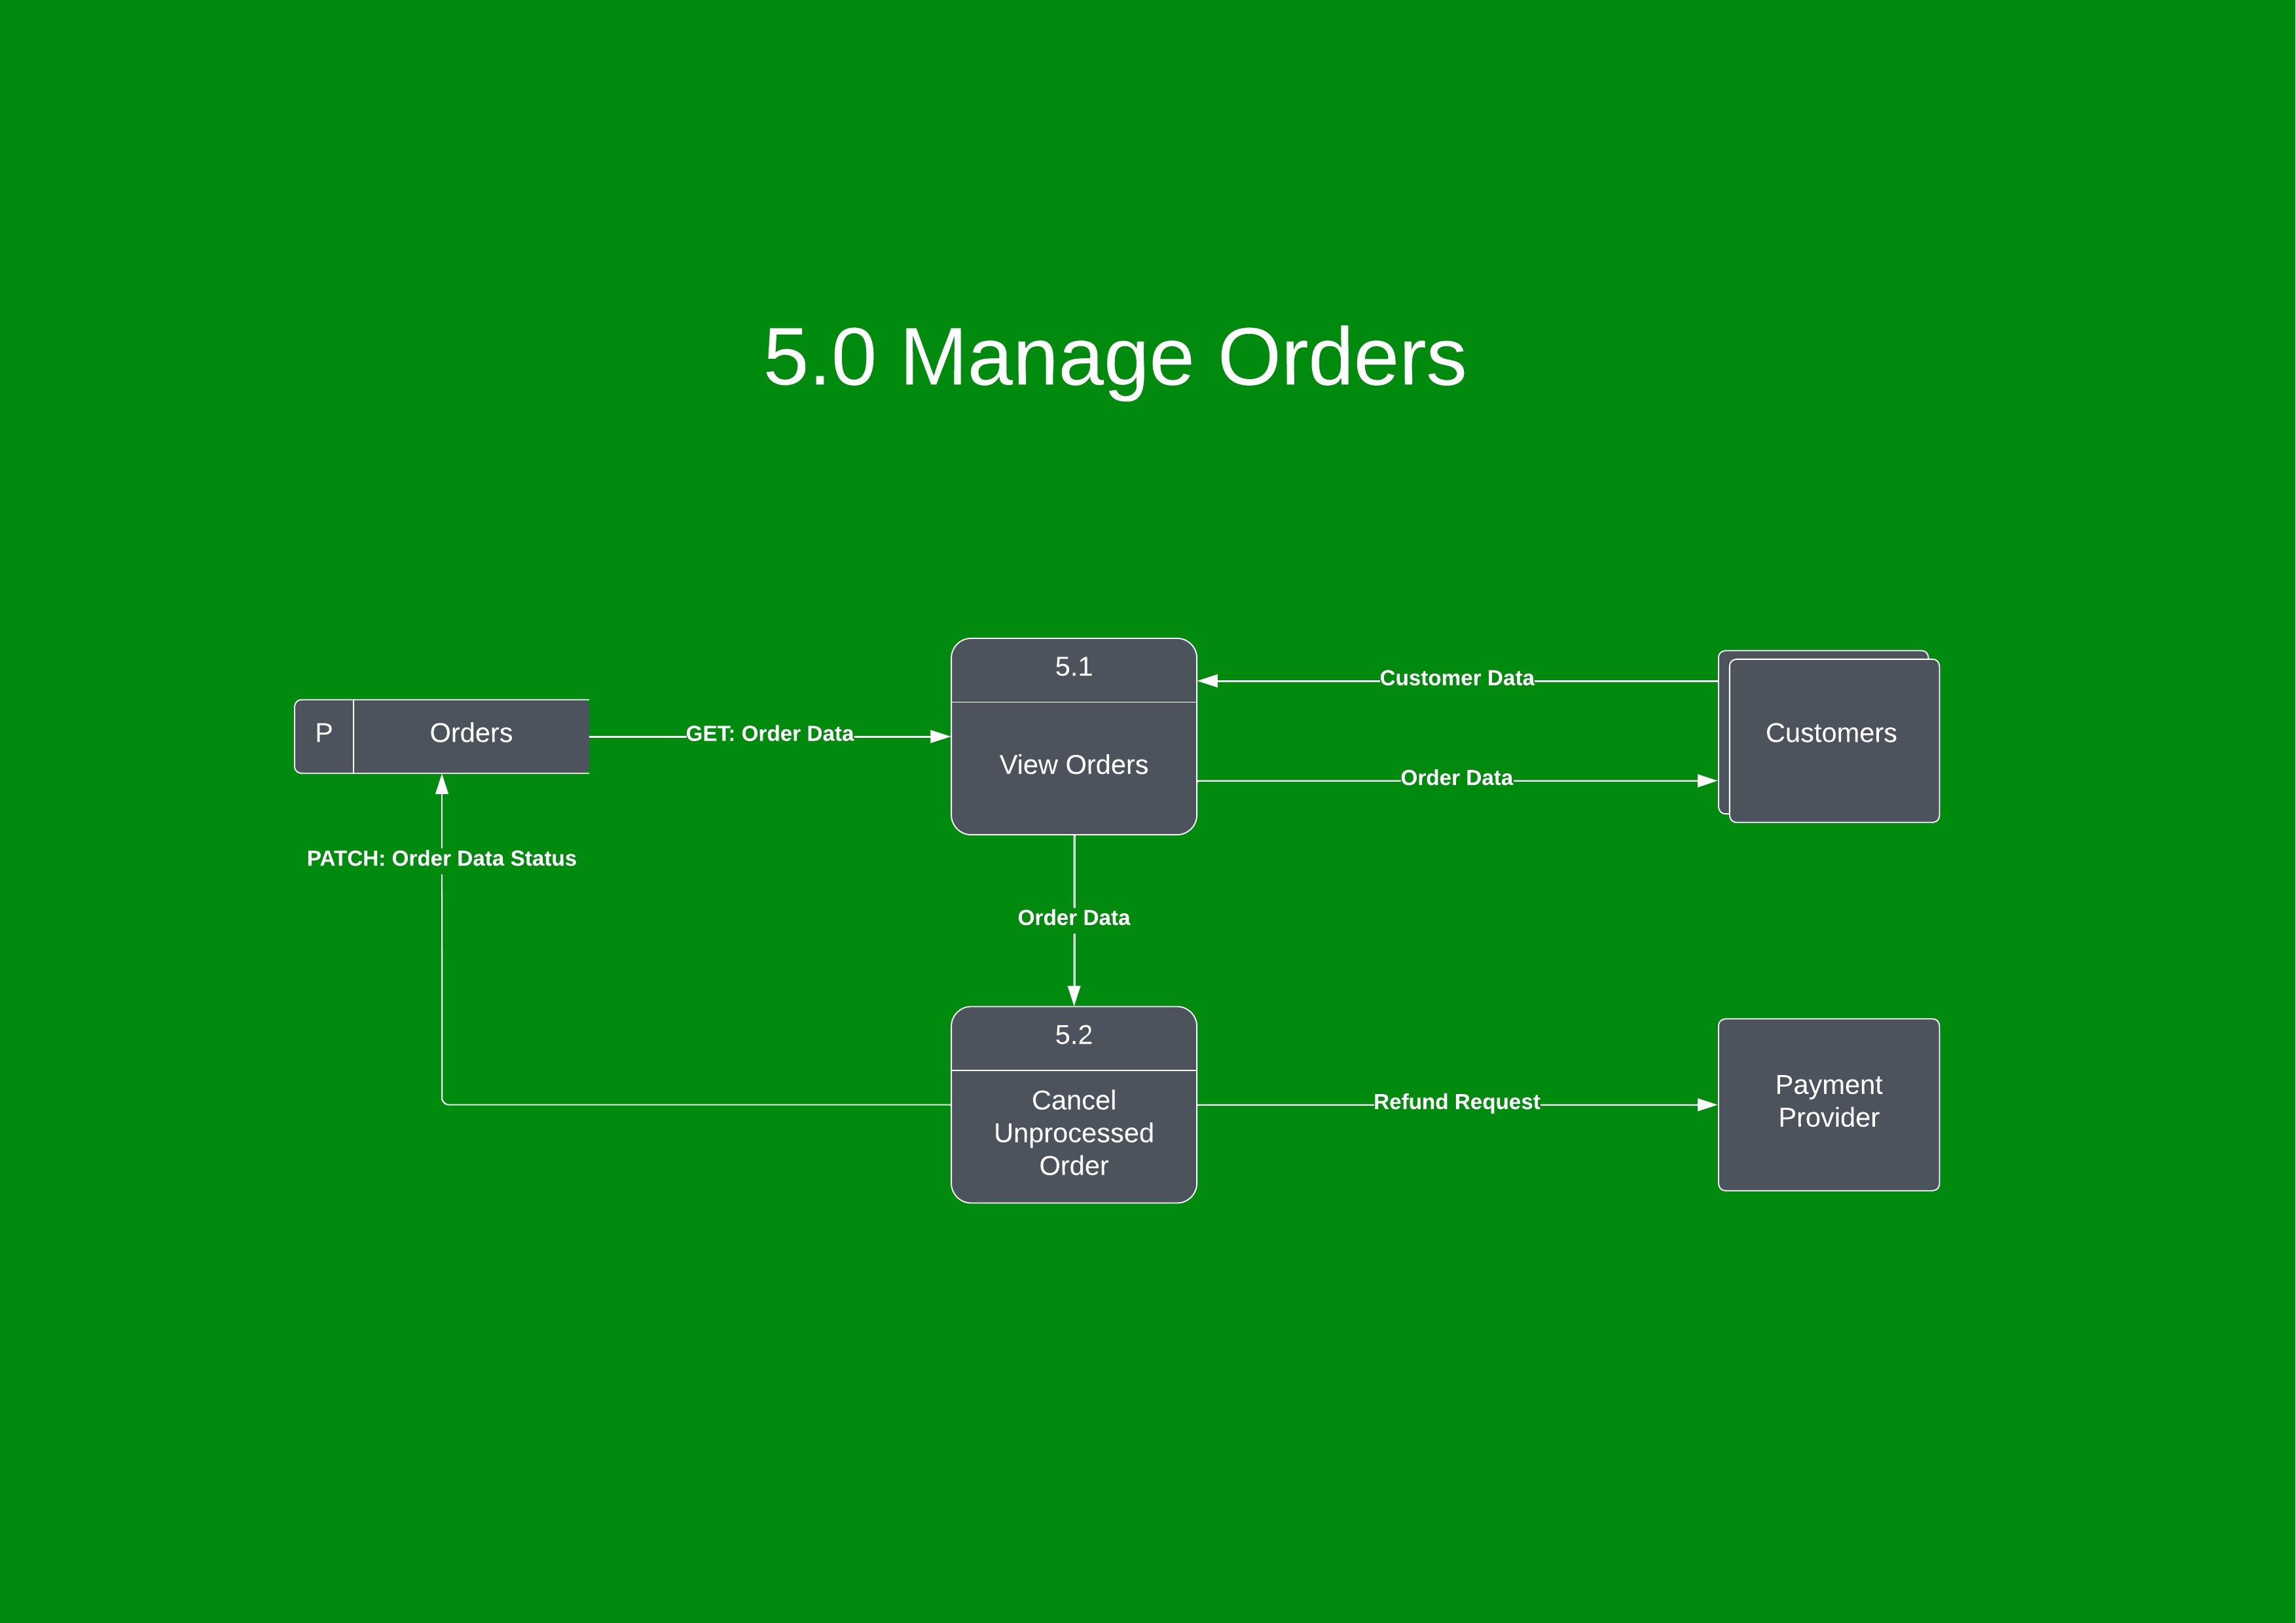 5.0 Manage Orders
5.1
Customer Data
P
Orders
GET: Order Data
View Orders
Customers
Order Data
PATCH: Order Data Status
Order Data
5.2
Cancel
Unprocessed
Order
Refund Request
Payment
Provider